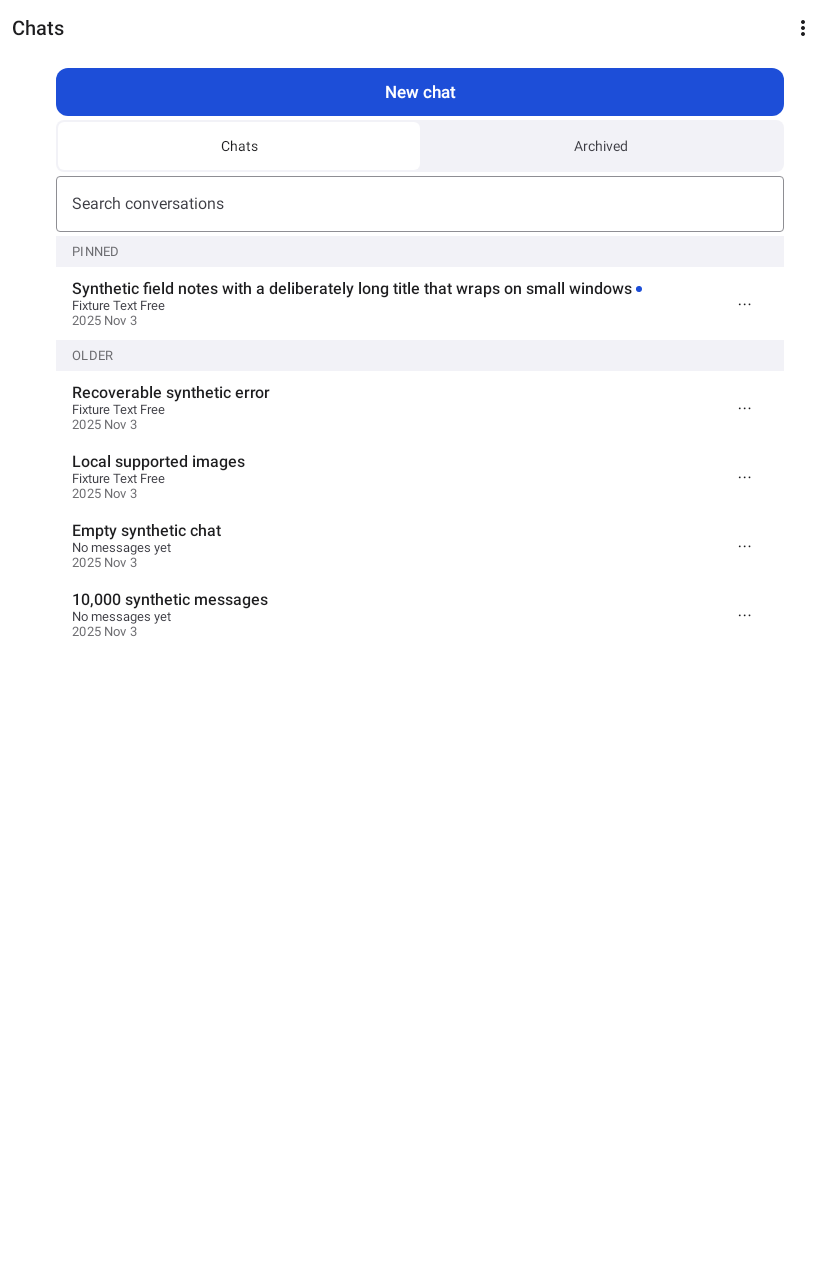 Chats
New chat
Chats
Archived
Search conversations
PINNED
Synthetic field notes with a deliberately long title that wraps on small windows
Fixture Text Free
2025 Nov 3
OLDER
Recoverable synthetic error
Fixture Text Free
2025 Nov 3
Local supported images
Fixture Text Free
2025 Nov 3
Empty synthetic chat
No messages yet
2025 Nov 3
10,000 synthetic messages
No messages yet
2025 Nov 3